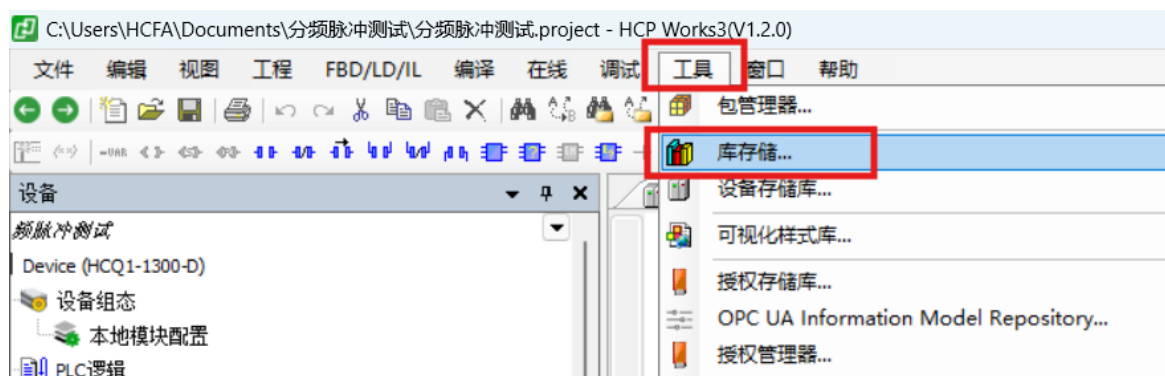 C:\Users\HCFA\Documents\分频脉冲测试\分频脉冲测试.project - HCP Works3(V1.2.0)
文件 编辑 视图 工程 FBD/LD/IL 编译 在线 调试 工具 窗口 帮助
包管理器...
库存储...
设备
设备存储库...
频脉冲测试
可视化样式库...
Device (HCQ1-1300-D)
授权存储库...
设备组态
OPC UA Information Model Repository...
本地模块配置
授权管理器...
PLC逻辑